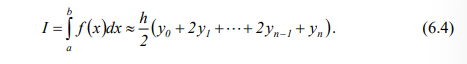 I = ∫_a^b f(x)dx ≈ h/2 (y_0 + 2y_1 + ⋯ + 2y_{n-1} + y_n). (6.4)